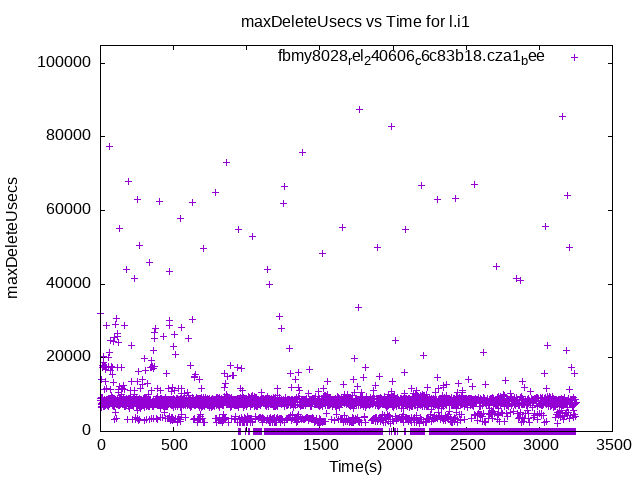 maxDeleteUsecs vs Time for l.i1
fbmy8028rel240606c6c83b18.cza1bee
100000
80000
60000
40000
20000
0
maxDeleteUsecs
0 500 1000 1500 2000 2500 3000 3500
Time(s)